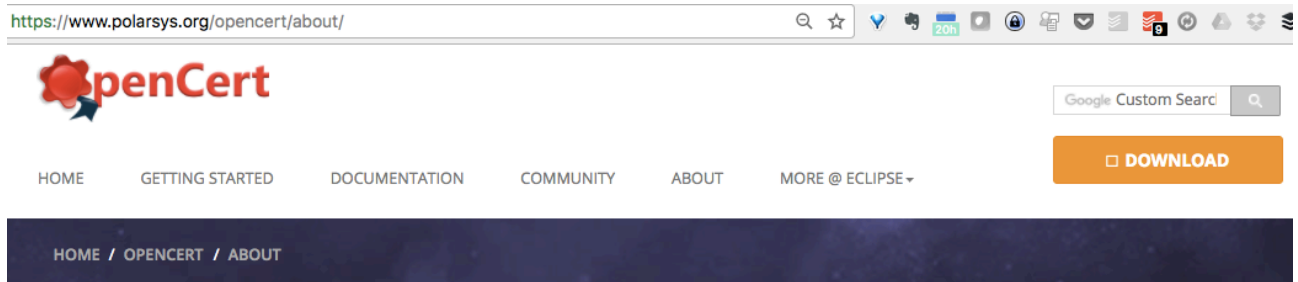 https://www.polarsys.org/opencert/about/
20h
9
OpenCert
Google Custom Searc
DOWNLOAD
HOME GETTING STARTED DOCUMENTATION COMMUNITY ABOUT MORE @ ECLIPSE
HOME / OPENCERT / ABOUT